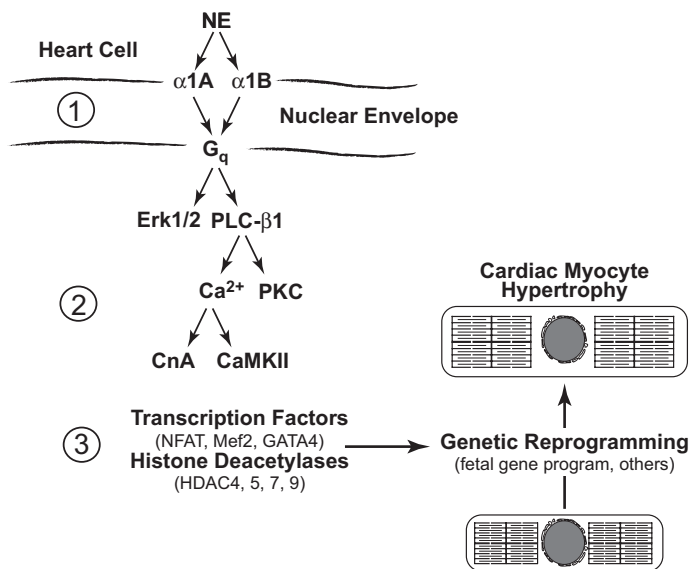 NE
Heart Cell
α1A α1B
①
Nuclear Envelope
Gq
Erk1/2 PLC-β1
②
Ca²⁺ PKC
CnA CaMKII
Cardiac Myocyte
Hypertrophy
③
Transcription Factors
(NFAT, Mef2, GATA4)
Histone Deacetylases
(HDAC4, 5, 7, 9)
Genetic Reprogramming
(fetal gene program, others)